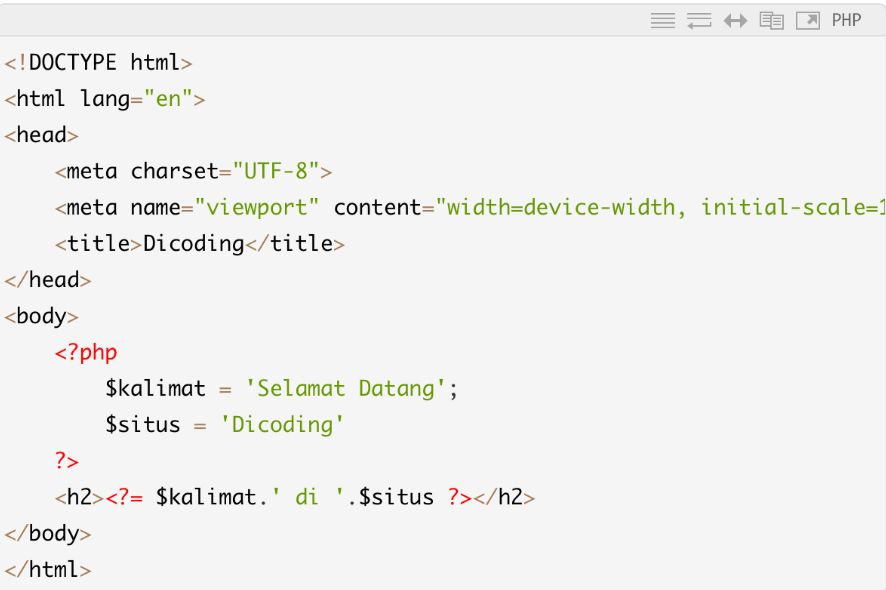 PHP
<!DOCTYPE html>
<html lang="en">
<head>
    <meta charset="UTF-8">
    <meta name="viewport" content="width=device-width, initial-scale=1
    <title>Dicoding</title>
</head>
<body>
    <?php
        $kalimat = 'Selamat Datang';
        $situs = 'Dicoding'
    ?>
    <h2><?= $kalimat.' di '.$situs ?></h2>
</body>
</html>